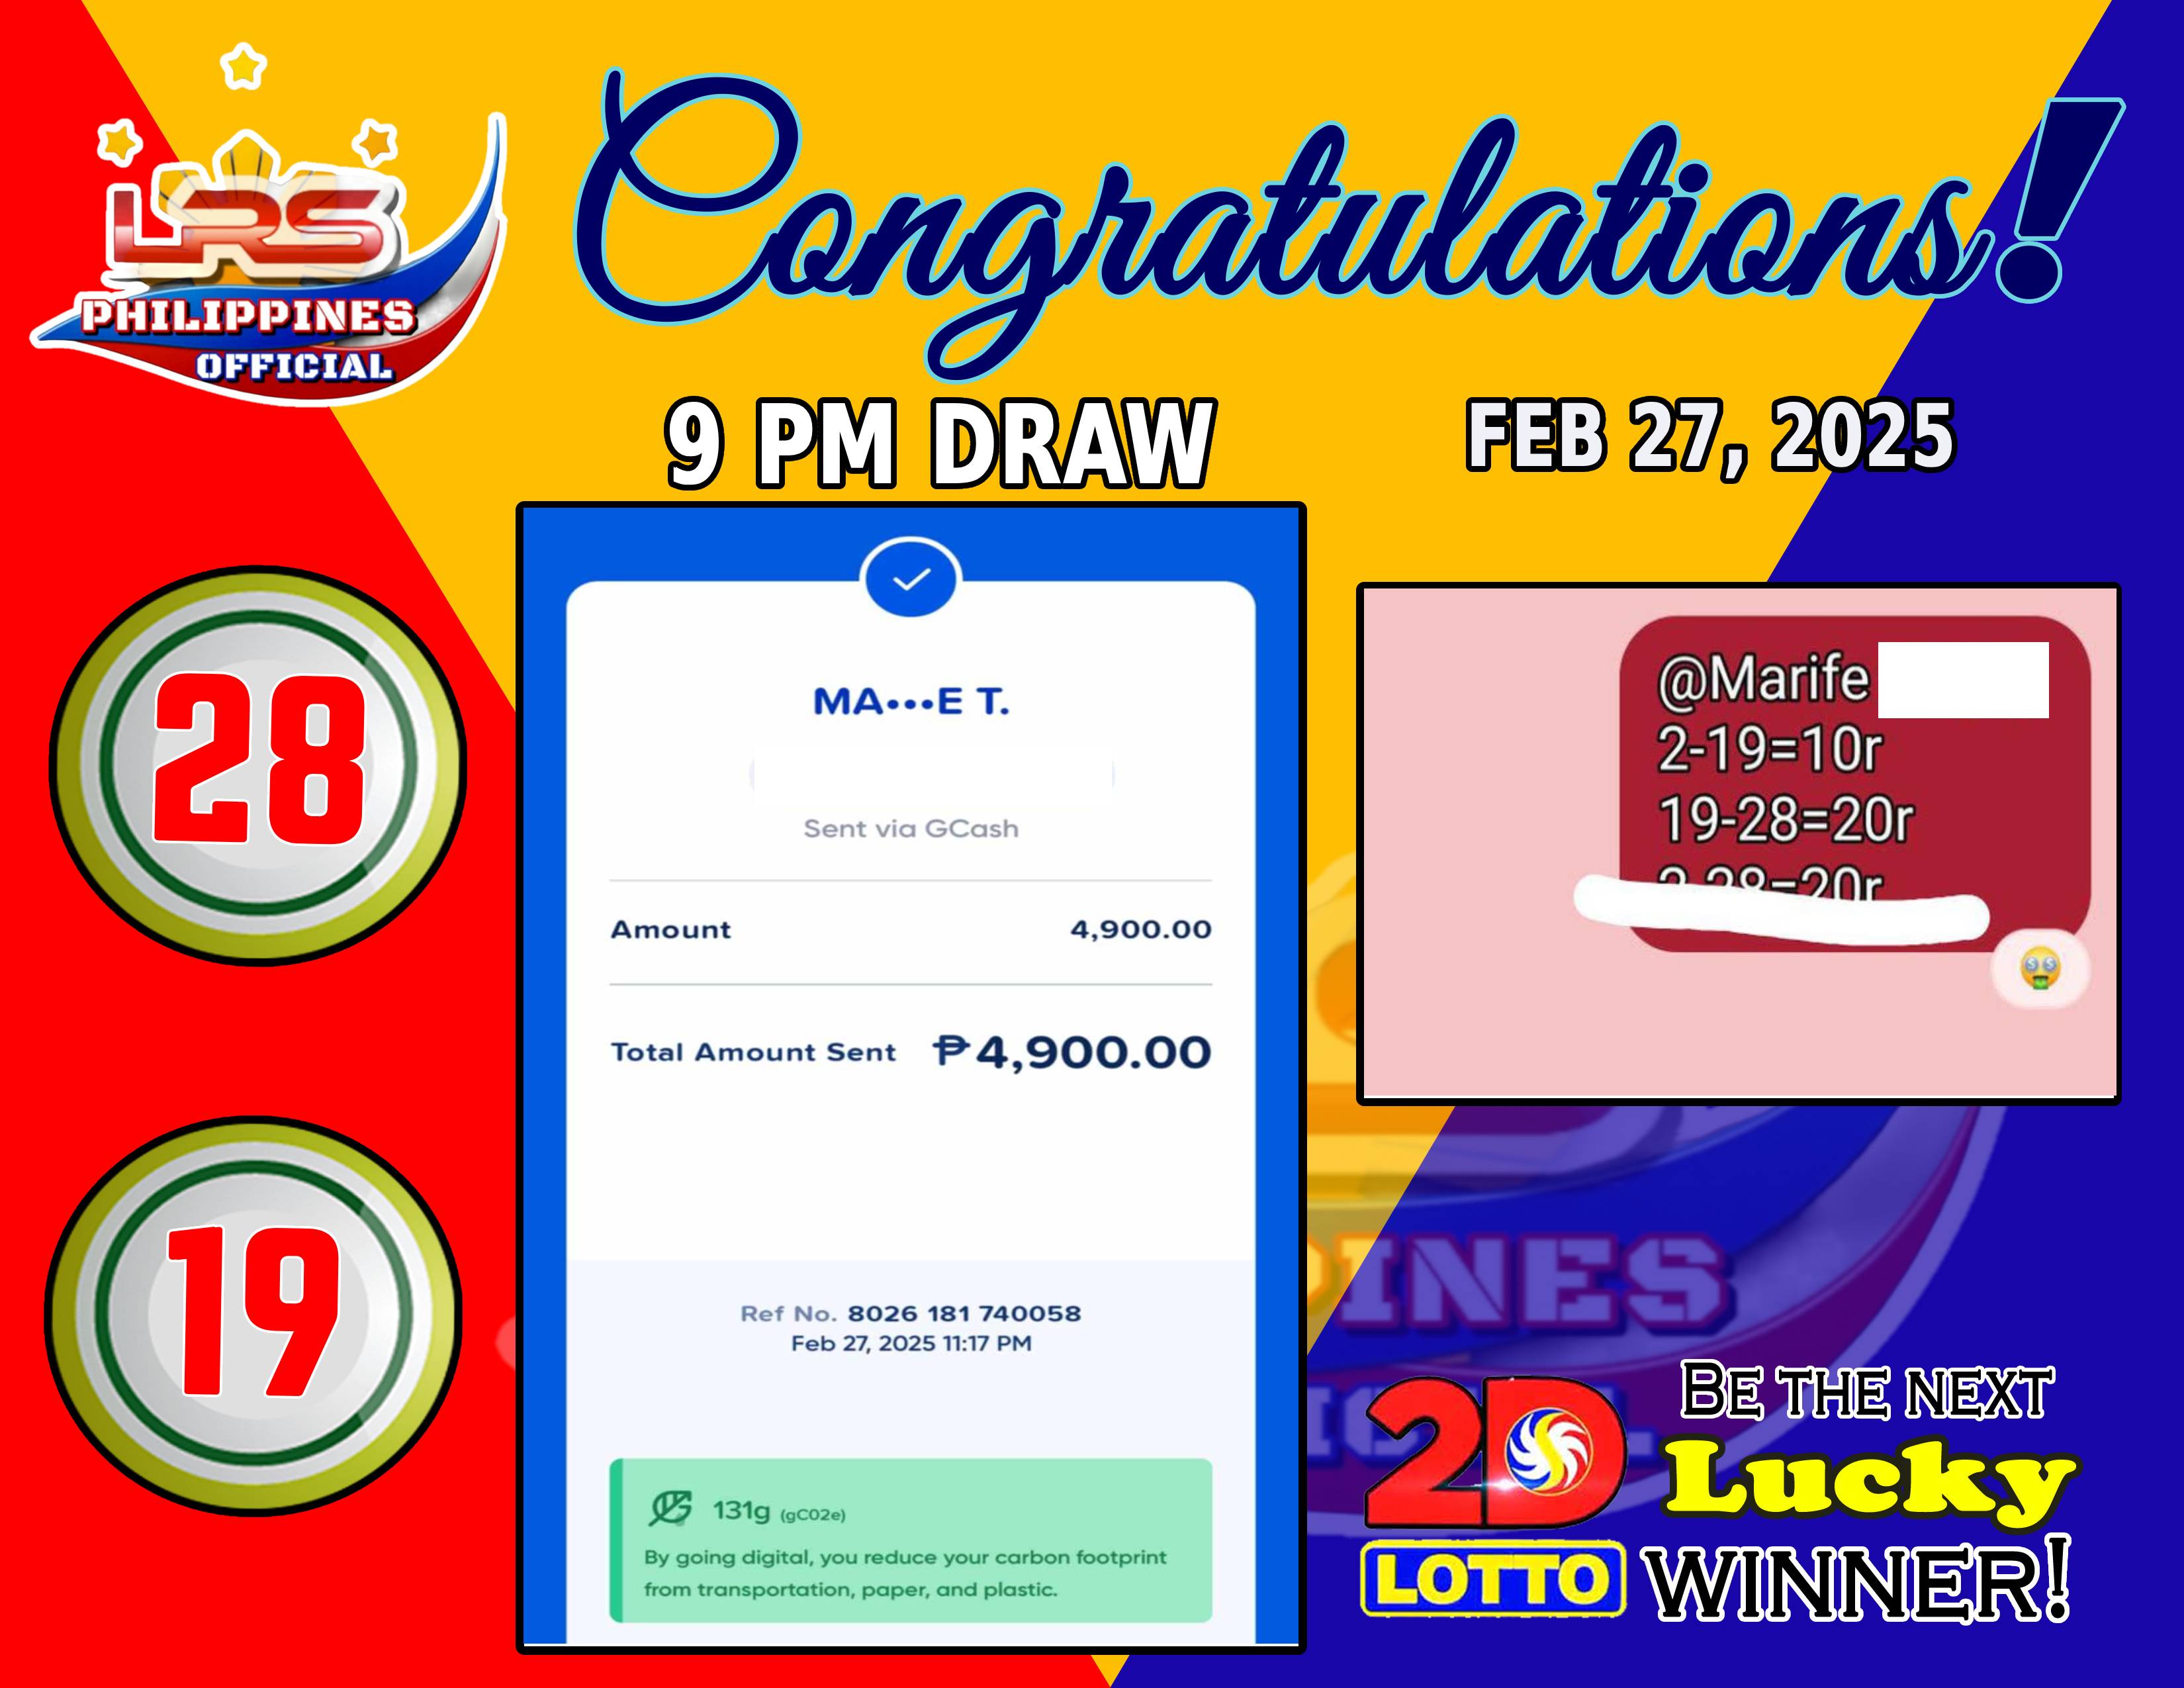 LRS
PHILIPPINES
OFFICIAL
Congratulations!
9 PM DRAW
FEB 27, 2025
28
19
MA•••E T.
Sent via GCash
Amount 4,900.00
Total Amount Sent ₱4,900.00
Ref No. 8026 181 740058
Feb 27, 2025 11:17 PM
131g (gCO2e)
By going digital, you reduce your carbon footprint
from transportation, paper, and plastic.
@Marife
2-19=10r
19-28=20r
PINES
2D
LOTTO
BE THE NEXT
Lucky
WINNER!